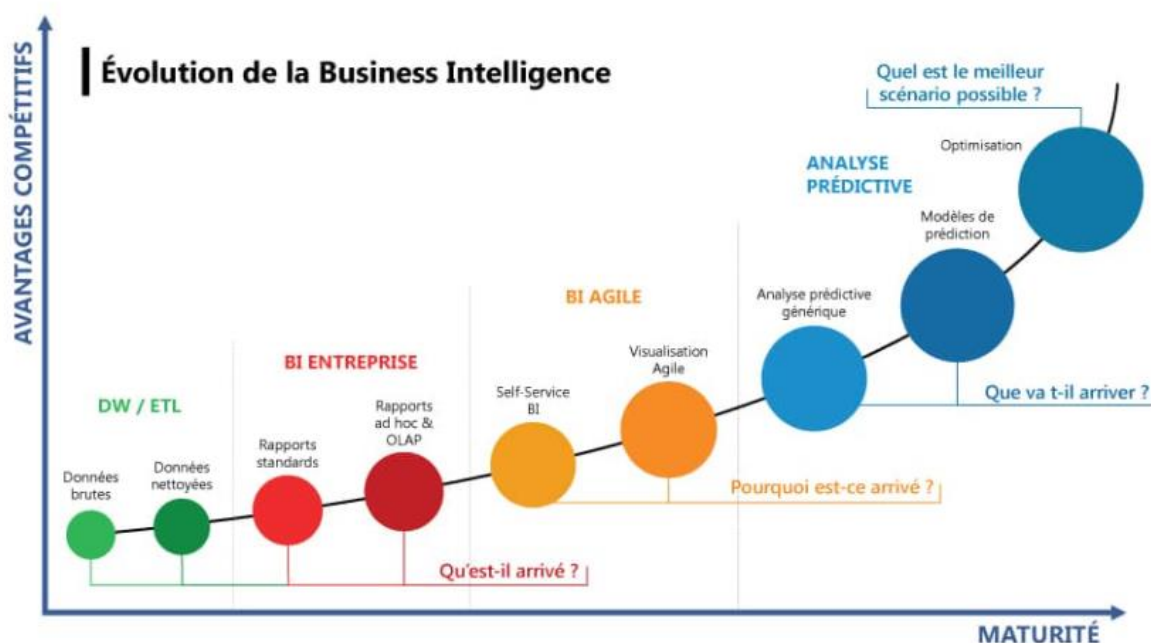 Évolution de la Business Intelligence
AVANTAGES COMPÉTITIFS
DW / ETL
Données
brutes
Données
nettoyées
BI ENTREPRISE
Rapports
standards
Rapports
ad hoc &
OLAP
Qu'est-il arrivé ?
BI AGILE
Self-Service
BI
Visualisation
Agile
Pourquoi est-ce arrivé ?
ANALYSE
PRÉDICTIVE
Analyse prédictive
générique
Modèles de
prédiction
Que va t-il arriver ?
Optimisation
Quel est le meilleur
scénario possible ?
MATURITÉ